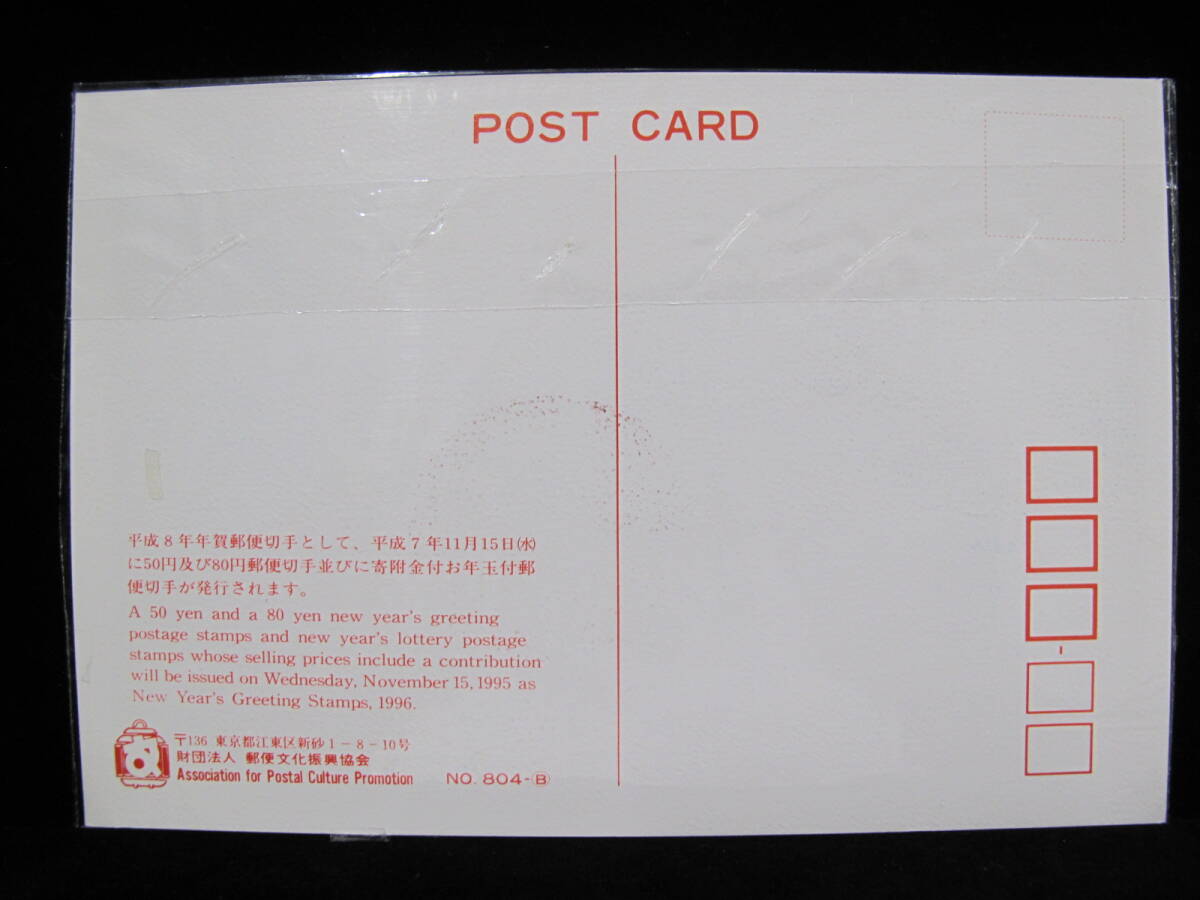 POST CARD
平成8年年賀郵便切手として、平成7年11月15日㈬
に50円及び80円郵便切手並びに寄附金付お年玉付郵
便切手が発行されます。
A 50 yen and a 80 yen new year's greeting
postage stamps and new year's lottery postage
stamps whose selling prices include a contribution
will be issued on Wednesday, November 15, 1995 as
New Year's Greeting Stamps, 1996.
〒136 東京都江東区新砂1-8-10号
財団法人 郵便文化振興協会
Association for Postal Culture Promotion NO. 804-Ⓑ